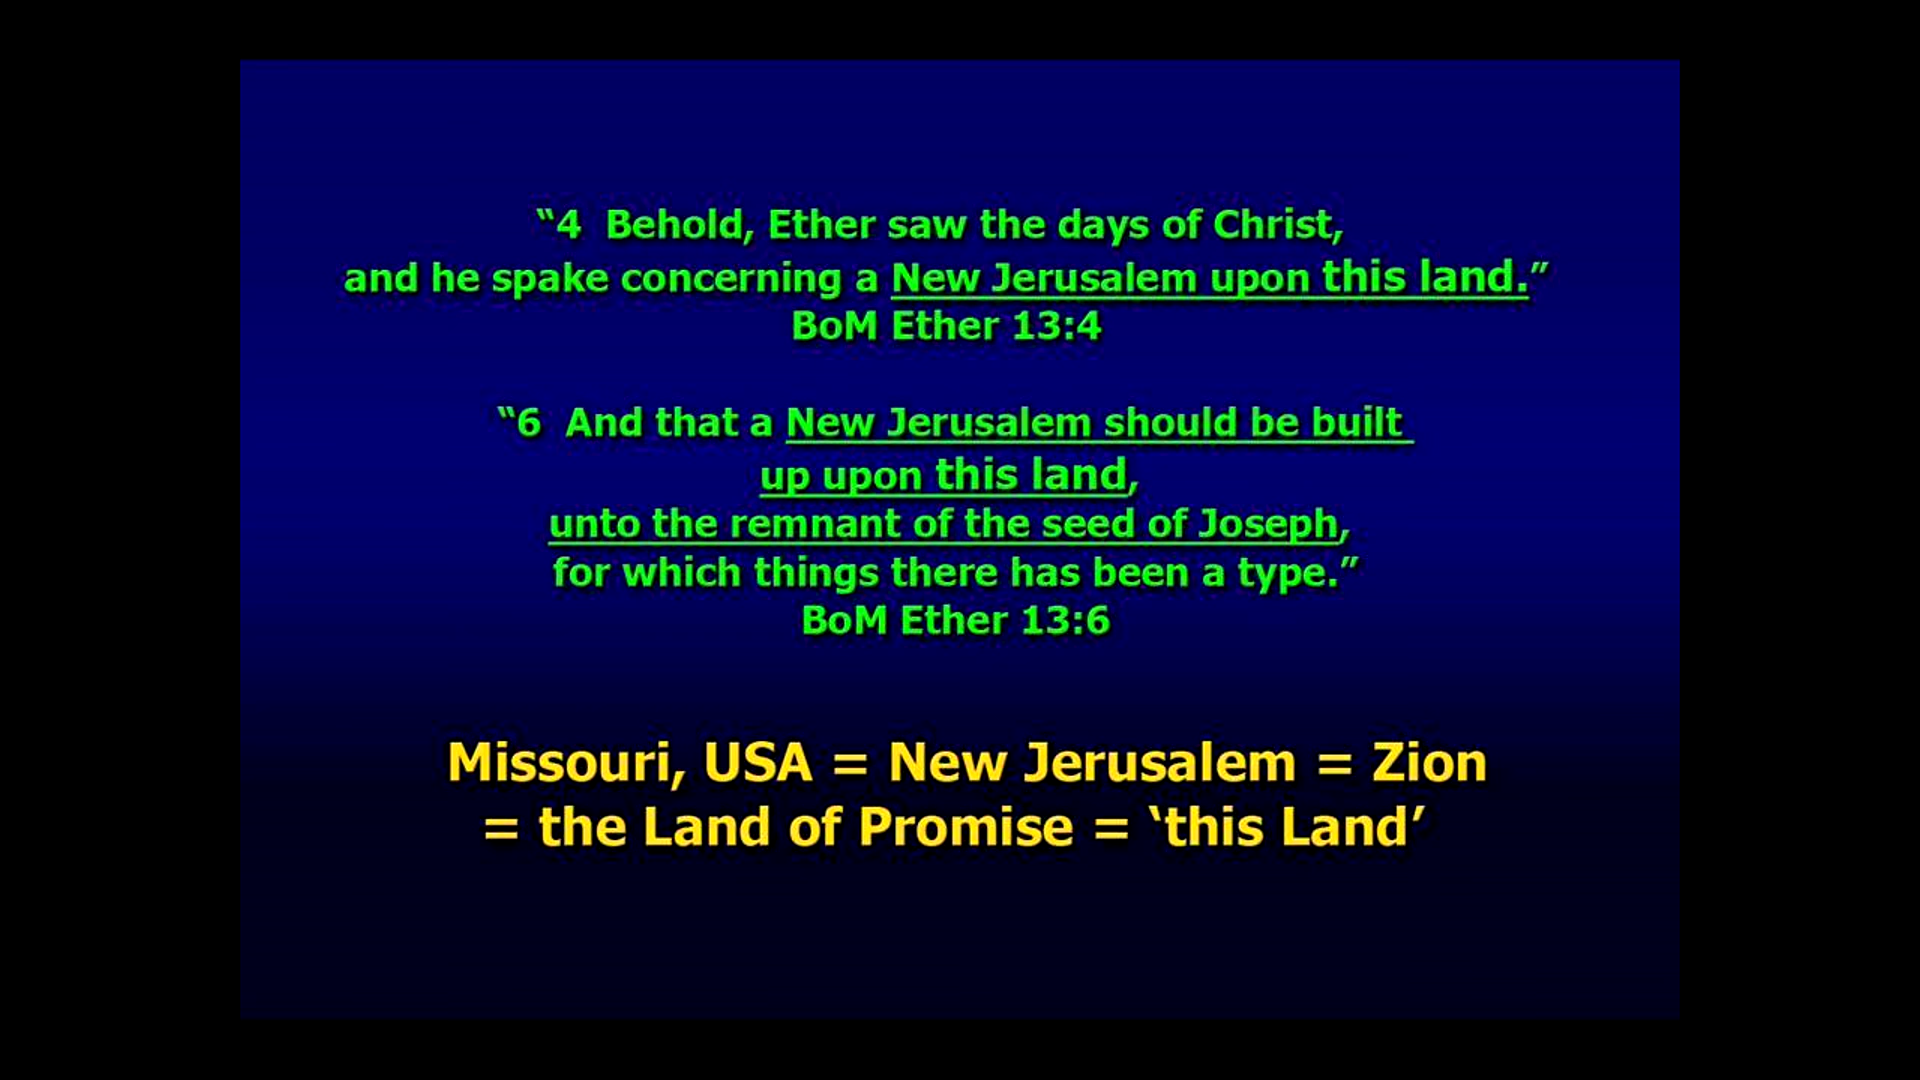 “4  Behold, Ether saw the days of Christ,
and he spake concerning a New Jerusalem upon this land.”
BoM Ether 13:4
“6  And that a New Jerusalem should be built
up upon this land,
unto the remnant of the seed of Joseph,
for which things there has been a type.”
BoM Ether 13:6
Missouri, USA = New Jerusalem = Zion
= the Land of Promise = ‘this Land’